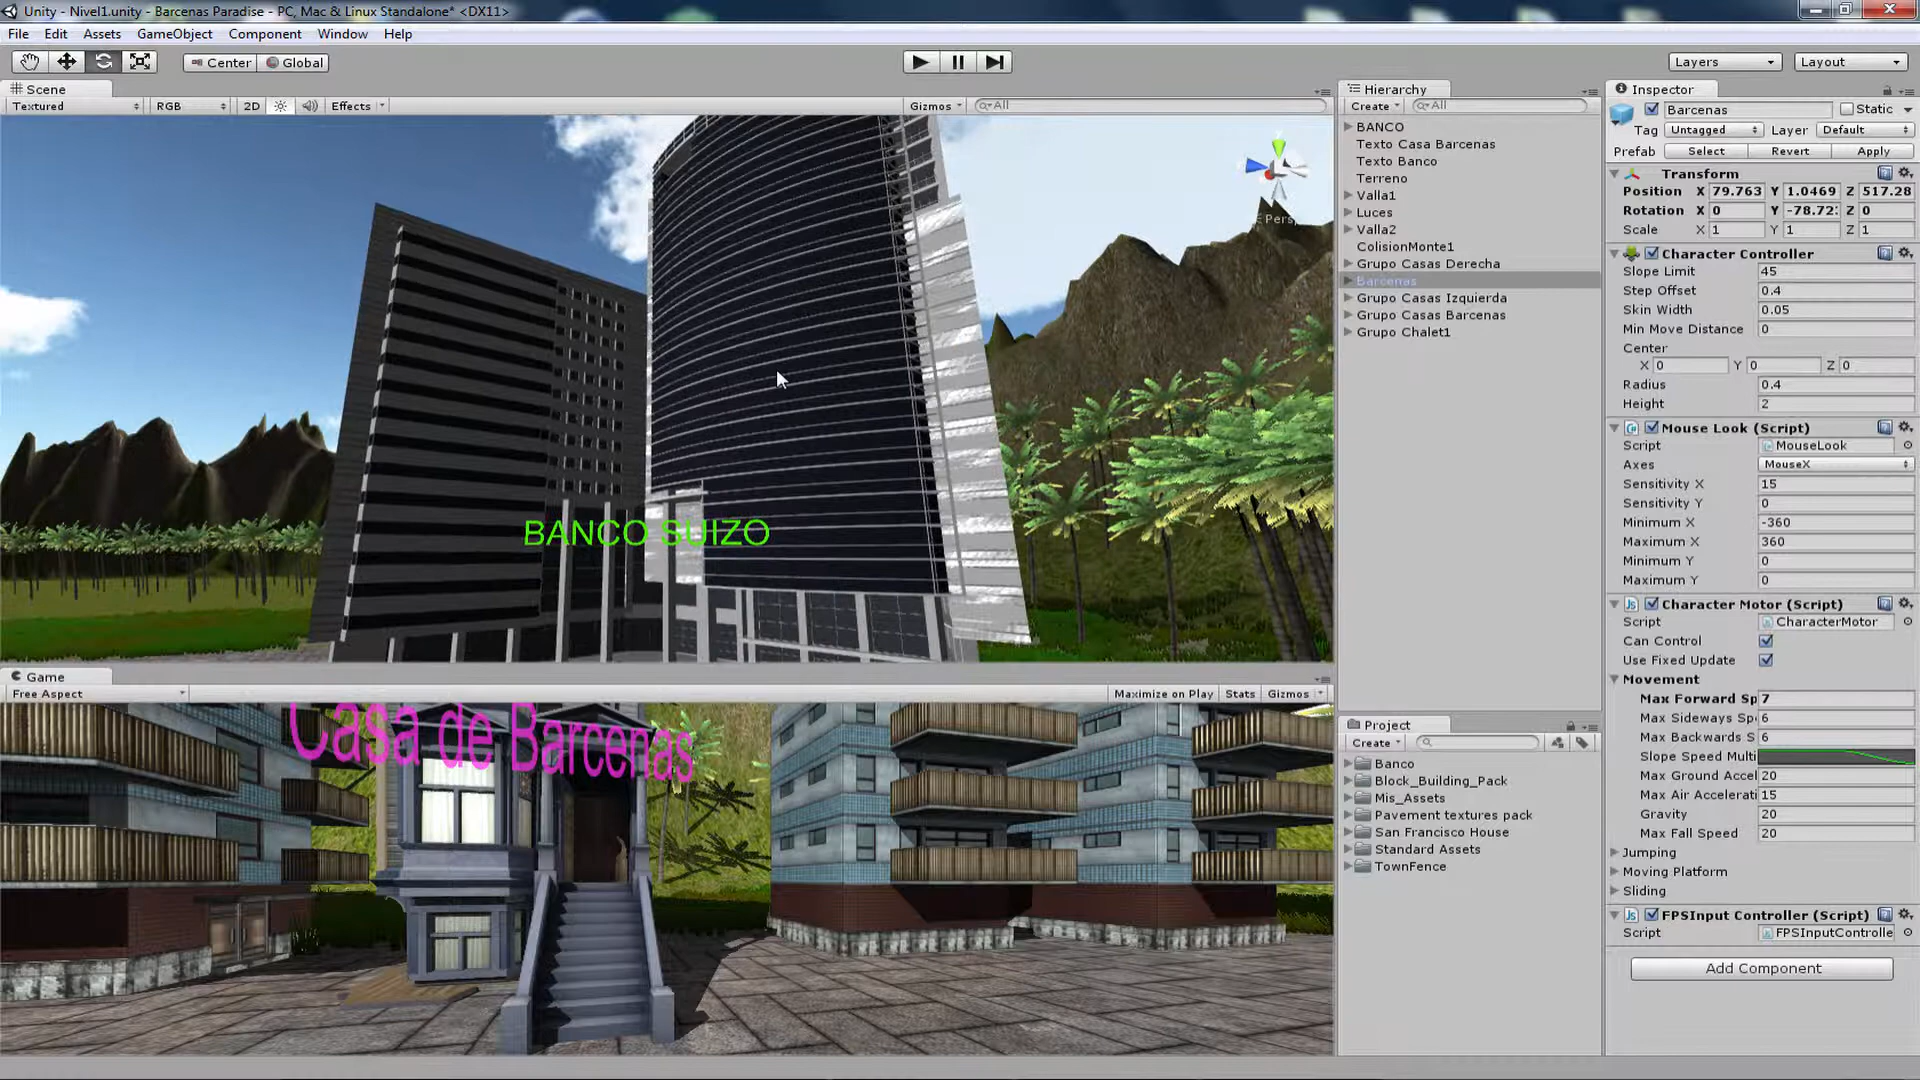 Unity - Nivel1.unity - Barcenas Paradise - PC, Mac & Linux Standalone* <DX11>
File Edit Assets GameObject Component Window Help
Center Global Layers Layout
Scene
Textured RGB 2D Effects Gizmos All
Pers
BANCO SUIZO
Game
Free Aspect Maximize on Play Stats Gizmos
Casa de Barcenas
Hierarchy
Create All
BANCO
Texto Casa Barcenas
Texto Banco
Terreno
Valla1
Luces
Valla2
ColisionMonte1
Grupo Casas Derecha
Barcenas
Grupo Casas Izquierda
Grupo Casas Barcenas
Grupo Chalet1
Project
Create
Banco
Block_Building_Pack
Mis_Assets
Pavement textures pack
San Francisco House
Standard Assets
TownFence
Inspector
Barcenas Static
Tag Untagged Layer Default
Prefab Select Revert Apply
Transform
Position X 79.763 Y 1.0469 Z 517.28
Rotation X 0 Y -78.72 Z 0
Scale X 1 Y 1 Z 1
Character Controller
Slope Limit 45
Step Offset 0.4
Skin Width 0.05
Min Move Distance 0
Center
X 0 Y 0 Z 0
Radius 0.4
Height 2
Mouse Look (Script)
Script MouseLook
Axes MouseX
Sensitivity X 15
Sensitivity Y 0
Minimum X -360
Maximum X 360
Minimum Y 0
Maximum Y 0
Character Motor (Script)
Script CharacterMotor
Can Control
Use Fixed Update
Movement
Max Forward Sp 7
Max Sideways Spe 6
Max Backwards S 6
Slope Speed Multi
Max Ground Accel 20
Max Air Accelerati 15
Gravity 20
Max Fall Speed 20
Jumping
Moving Platform
Sliding
FPSInput Controller (Script)
Script FPSInputControlle
Add Component